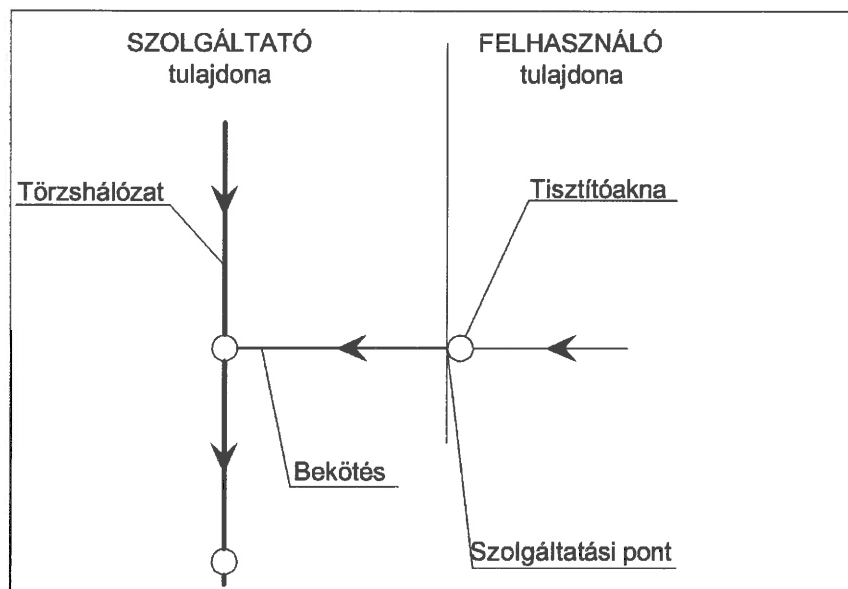 SZOLGÁLTATÓ
tulajdona
FELHASZNÁLÓ
tulajdona
Törzshálózat
Tisztítóakna
Bekötés
Szolgáltatási pont